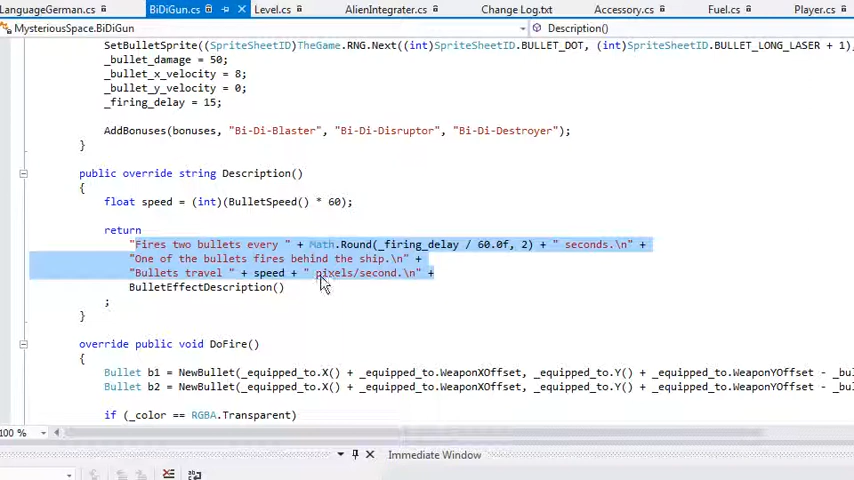 LanguageGerman.cs BiDiGun.cs Level.cs AlienIntegrater.cs Change Log.txt Accessory.cs Fuel.cs Player.cs
MysteriousSpace.BiDiGun Description()
SetBulletSprite((SpriteSheetID)TheGame.RNG.Next((int)SpriteSheetID.BULLET_DOT, (int)SpriteSheetID.BULLET_LONG_LASER + 1)
_bullet_damage = 50;
_bullet_x_velocity = 8;
_bullet_y_velocity = 0;
_firing_delay = 15;
AddBonuses(bonuses, "Bi-Di-Blaster", "Bi-Di-Disruptor", "Bi-Di-Destroyer");
}
public override string Description()
{
float speed = (int)(BulletSpeed() * 60);
return
"Fires two bullets every " + Math.Round(_firing_delay / 60.0f, 2) + " seconds.\n" +
"One of the bullets fires behind the ship.\n" +
"Bullets travel " + speed + " pixels/second.\n" +
BulletEffectDescription()
;
}
override public void DoFire()
{
Bullet b1 = NewBullet(_equipped_to.X() + _equipped_to.WeaponXOffset, _equipped_to.Y() + _equipped_to.WeaponYOffset - _bul
Bullet b2 = NewBullet(_equipped_to.X() + _equipped_to.WeaponXOffset, _equipped_to.Y() + _equipped_to.WeaponYOffset - _bul
if (_color == RGBA.Transparent)
100 %
Immediate Window